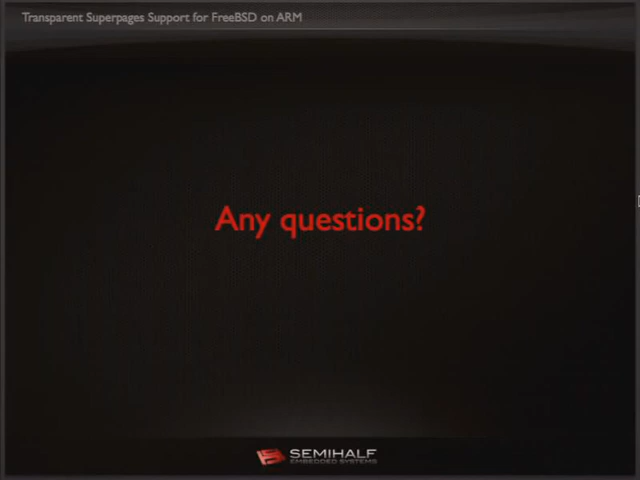 Transparent Superpages Support for FreeBSD on ARM
Any questions?
SEMIHALF
EMBEDDED SYSTEMS